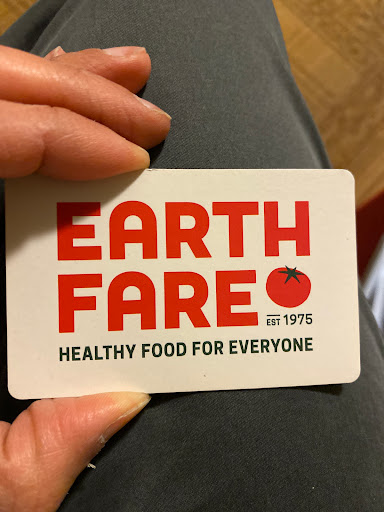 EARTH
FARE
EST 1975
HEALTHY FOOD FOR EVERYONE